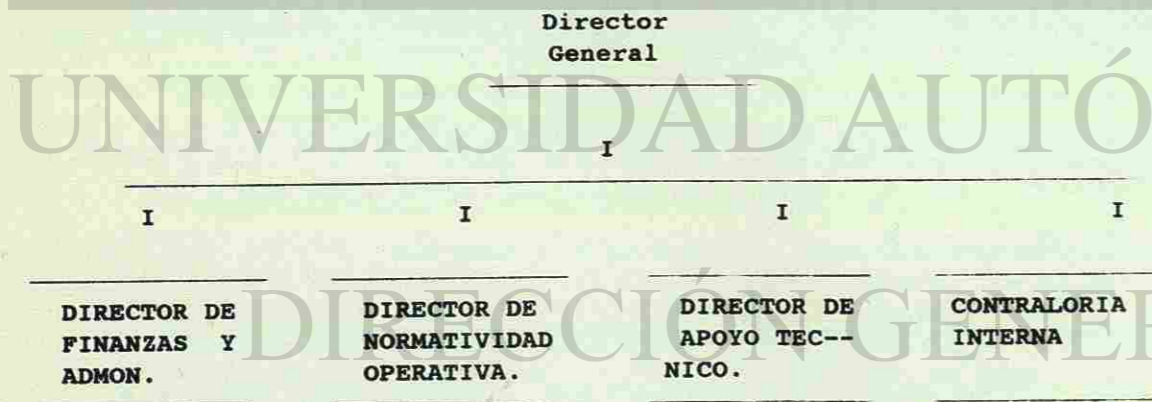 Director
General
UNIVERSIDAD AUTÓ
I
I I I I
DIRECTOR DE
FINANZAS Y
ADMON.
DIRECTOR DE
NORMATIVIDAD
OPERATIVA.
DIRECTOR DE
APOYO TEC--
NICO.
CONTRALORIA
INTERNA
DIRECCIÓN GENER